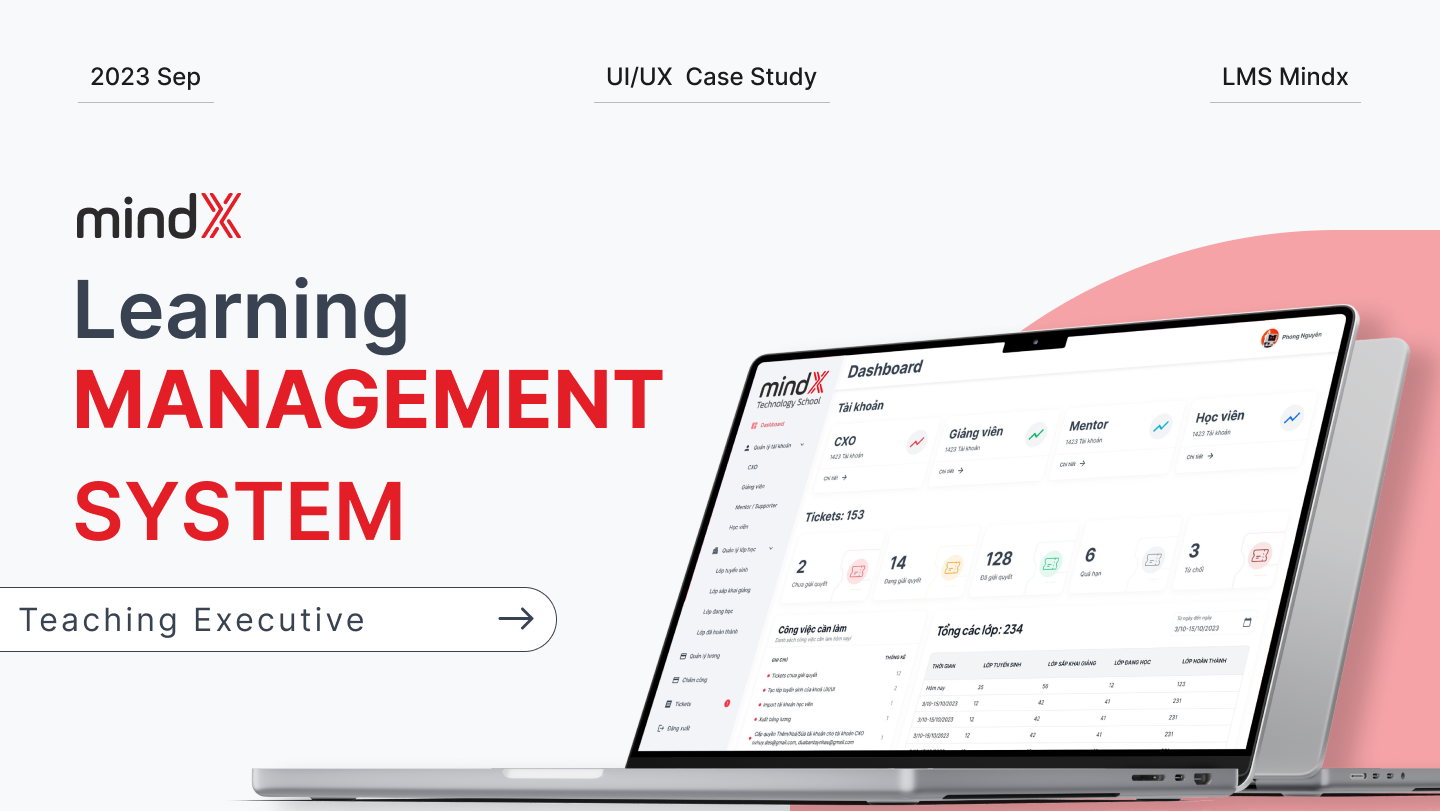 2023 Sep
UI/UX Case Study
LMS Mindx
mindX
Learning
MANAGEMENT
SYSTEM
Teaching Executive
mindX
Technology School
Dashboard
Quản lý tài khoản
CXO
Giảng viên
Mentor / Supporter
Học viên
Quản lý lớp học
Lớp tuyển sinh
Lớp sắp khai giảng
Lớp đang học
Lớp đã hoàn thành
Quản lý lương
Chấm công
Tickets
Đăng xuất
Dashboard
Phong Nguyễn
Tài khoản
CXO
1423 Tài khoản
Chi tiết
Giảng viên
1423 Tài khoản
Chi tiết
Mentor
1423 Tài khoản
Chi tiết
Học viên
1423 Tài khoản
Chi tiết
Tickets: 153
2
Chưa giải quyết
14
Đang giải quyết
128
Đã giải quyết
6
Quá hạn
3
Từ chối
Công việc cần làm
Danh sách công việc cần làm hôm nay
GHI CHÚ THỐNG KÊ
Tickets chưa giải quyết 12
Tạo lớp tuyển sinh của khoá UI/UI 2
Import tài khoản học viên 1
Xuất bảng lương 1
Cấp quyền Thêm/Xoá/Sửa tài khoản cho tài khoản CXO 1
Tổng các lớp: 234
Từ ngày đến ngày
3/10-15/10/2023
THỜI GIAN LỚP TUYỂN SINH LỚP SẮP KHAI GIẢNG LỚP ĐANG HỌC LỚP HOÀN THÀNH
Hôm nay 25 56 12 123
3/10-15/10/2023 12 42 41 231
3/10-15/10/2023 12 42 41 231
3/10-15/10/2023 12 42 41 231